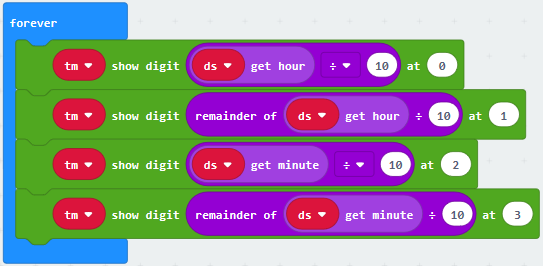 forever
tm show digit ds get hour ÷ 10 at 0
tm show digit remainder of ds get hour ÷ 10 at 1
tm show digit ds get minute ÷ 10 at 2
tm show digit remainder of ds get minute ÷ 10 at 3